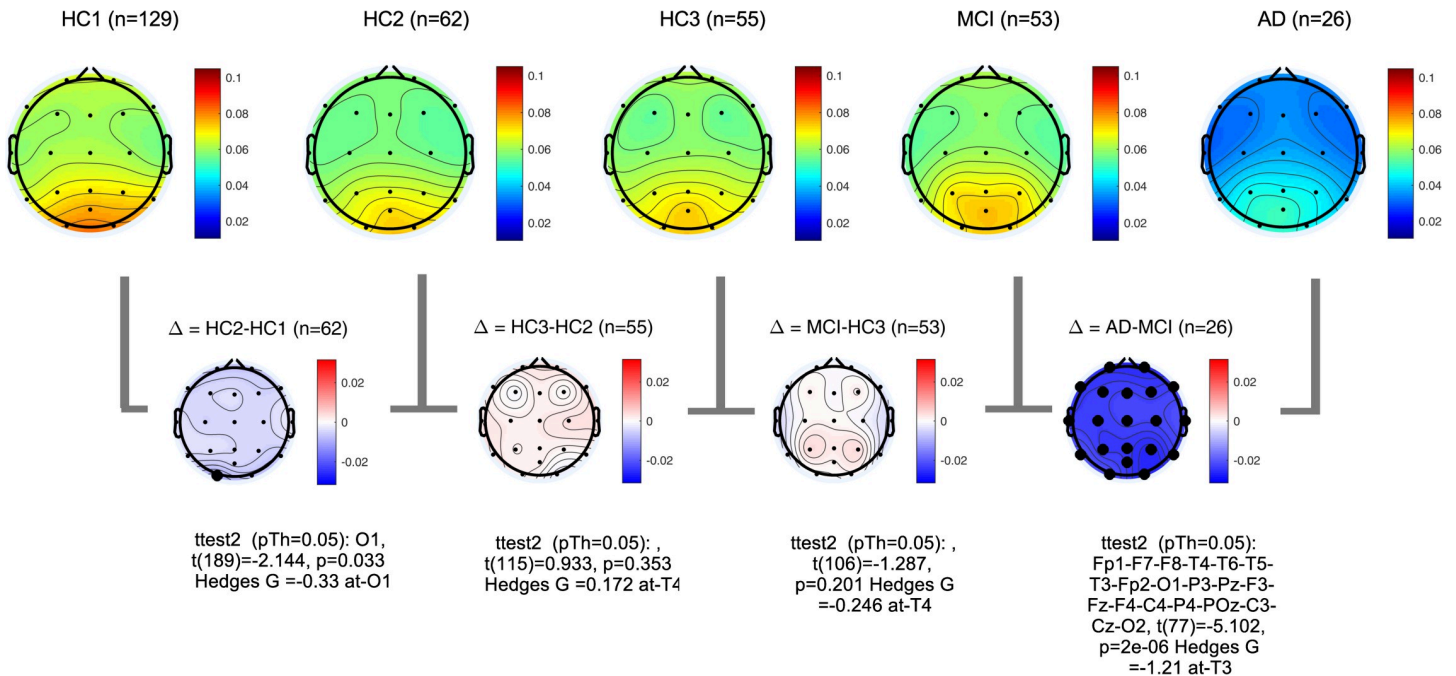 HC1 (n=129)
HC2 (n=62)
HC3 (n=55)
MCI (n=53)
AD (n=26)
0.1
0.08
0.06
0.04
0.02
0.1
0.08
0.06
0.04
0.02
0.1
0.08
0.06
0.04
0.02
0.1
0.08
0.06
0.04
0.02
0.1
0.08
0.06
0.04
0.02
Δ = HC2-HC1 (n=62)
Δ = HC3-HC2 (n=55)
Δ = MCI-HC3 (n=53)
Δ = AD-MCI (n=26)
0.02
0
-0.02
0.02
0
-0.02
0.02
0
-0.02
0.02
0
-0.02
ttest2 (pTh=0.05): O1,
t(189)=-2.144, p=0.033
Hedges G =-0.33 at-O1
ttest2 (pTh=0.05): ,
t(115)=0.933, p=0.353
Hedges G =0.172 at-T4
ttest2 (pTh=0.05): ,
t(106)=-1.287,
p=0.201 Hedges G
=-0.246 at-T4
ttest2 (pTh=0.05):
Fp1-F7-F8-T4-T6-T5-
T3-Fp2-O1-P3-Pz-F3-
Fz-F4-C4-P4-POz-C3-
Cz-O2, t(77)=-5.102,
p=2e-06 Hedges G
=-1.21 at-T3